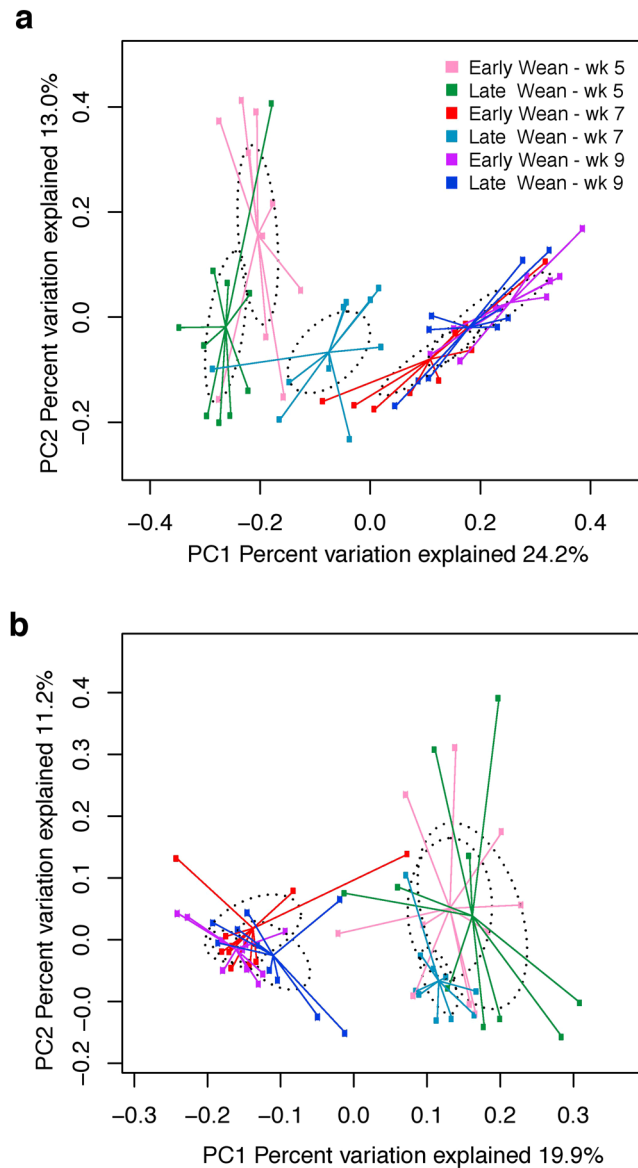 a
PC2 Percent variation explained 13.0%
0.4
0.2
0.0
−0.2
Early Wean - wk 5
Late Wean - wk 5
Early Wean - wk 7
Late Wean - wk 7
Early Wean - wk 9
Late Wean - wk 9
−0.4 −0.2 0.0 0.2 0.4
PC1 Percent variation explained 24.2%
b
PC2 Percent variation explained 11.2%
0.4
0.3
0.2
0.1
−0.0
−0.0
−0.2
−0.3 −0.2 −0.1 0.0 0.1 0.2 0.3
PC1 Percent variation explained 19.9%